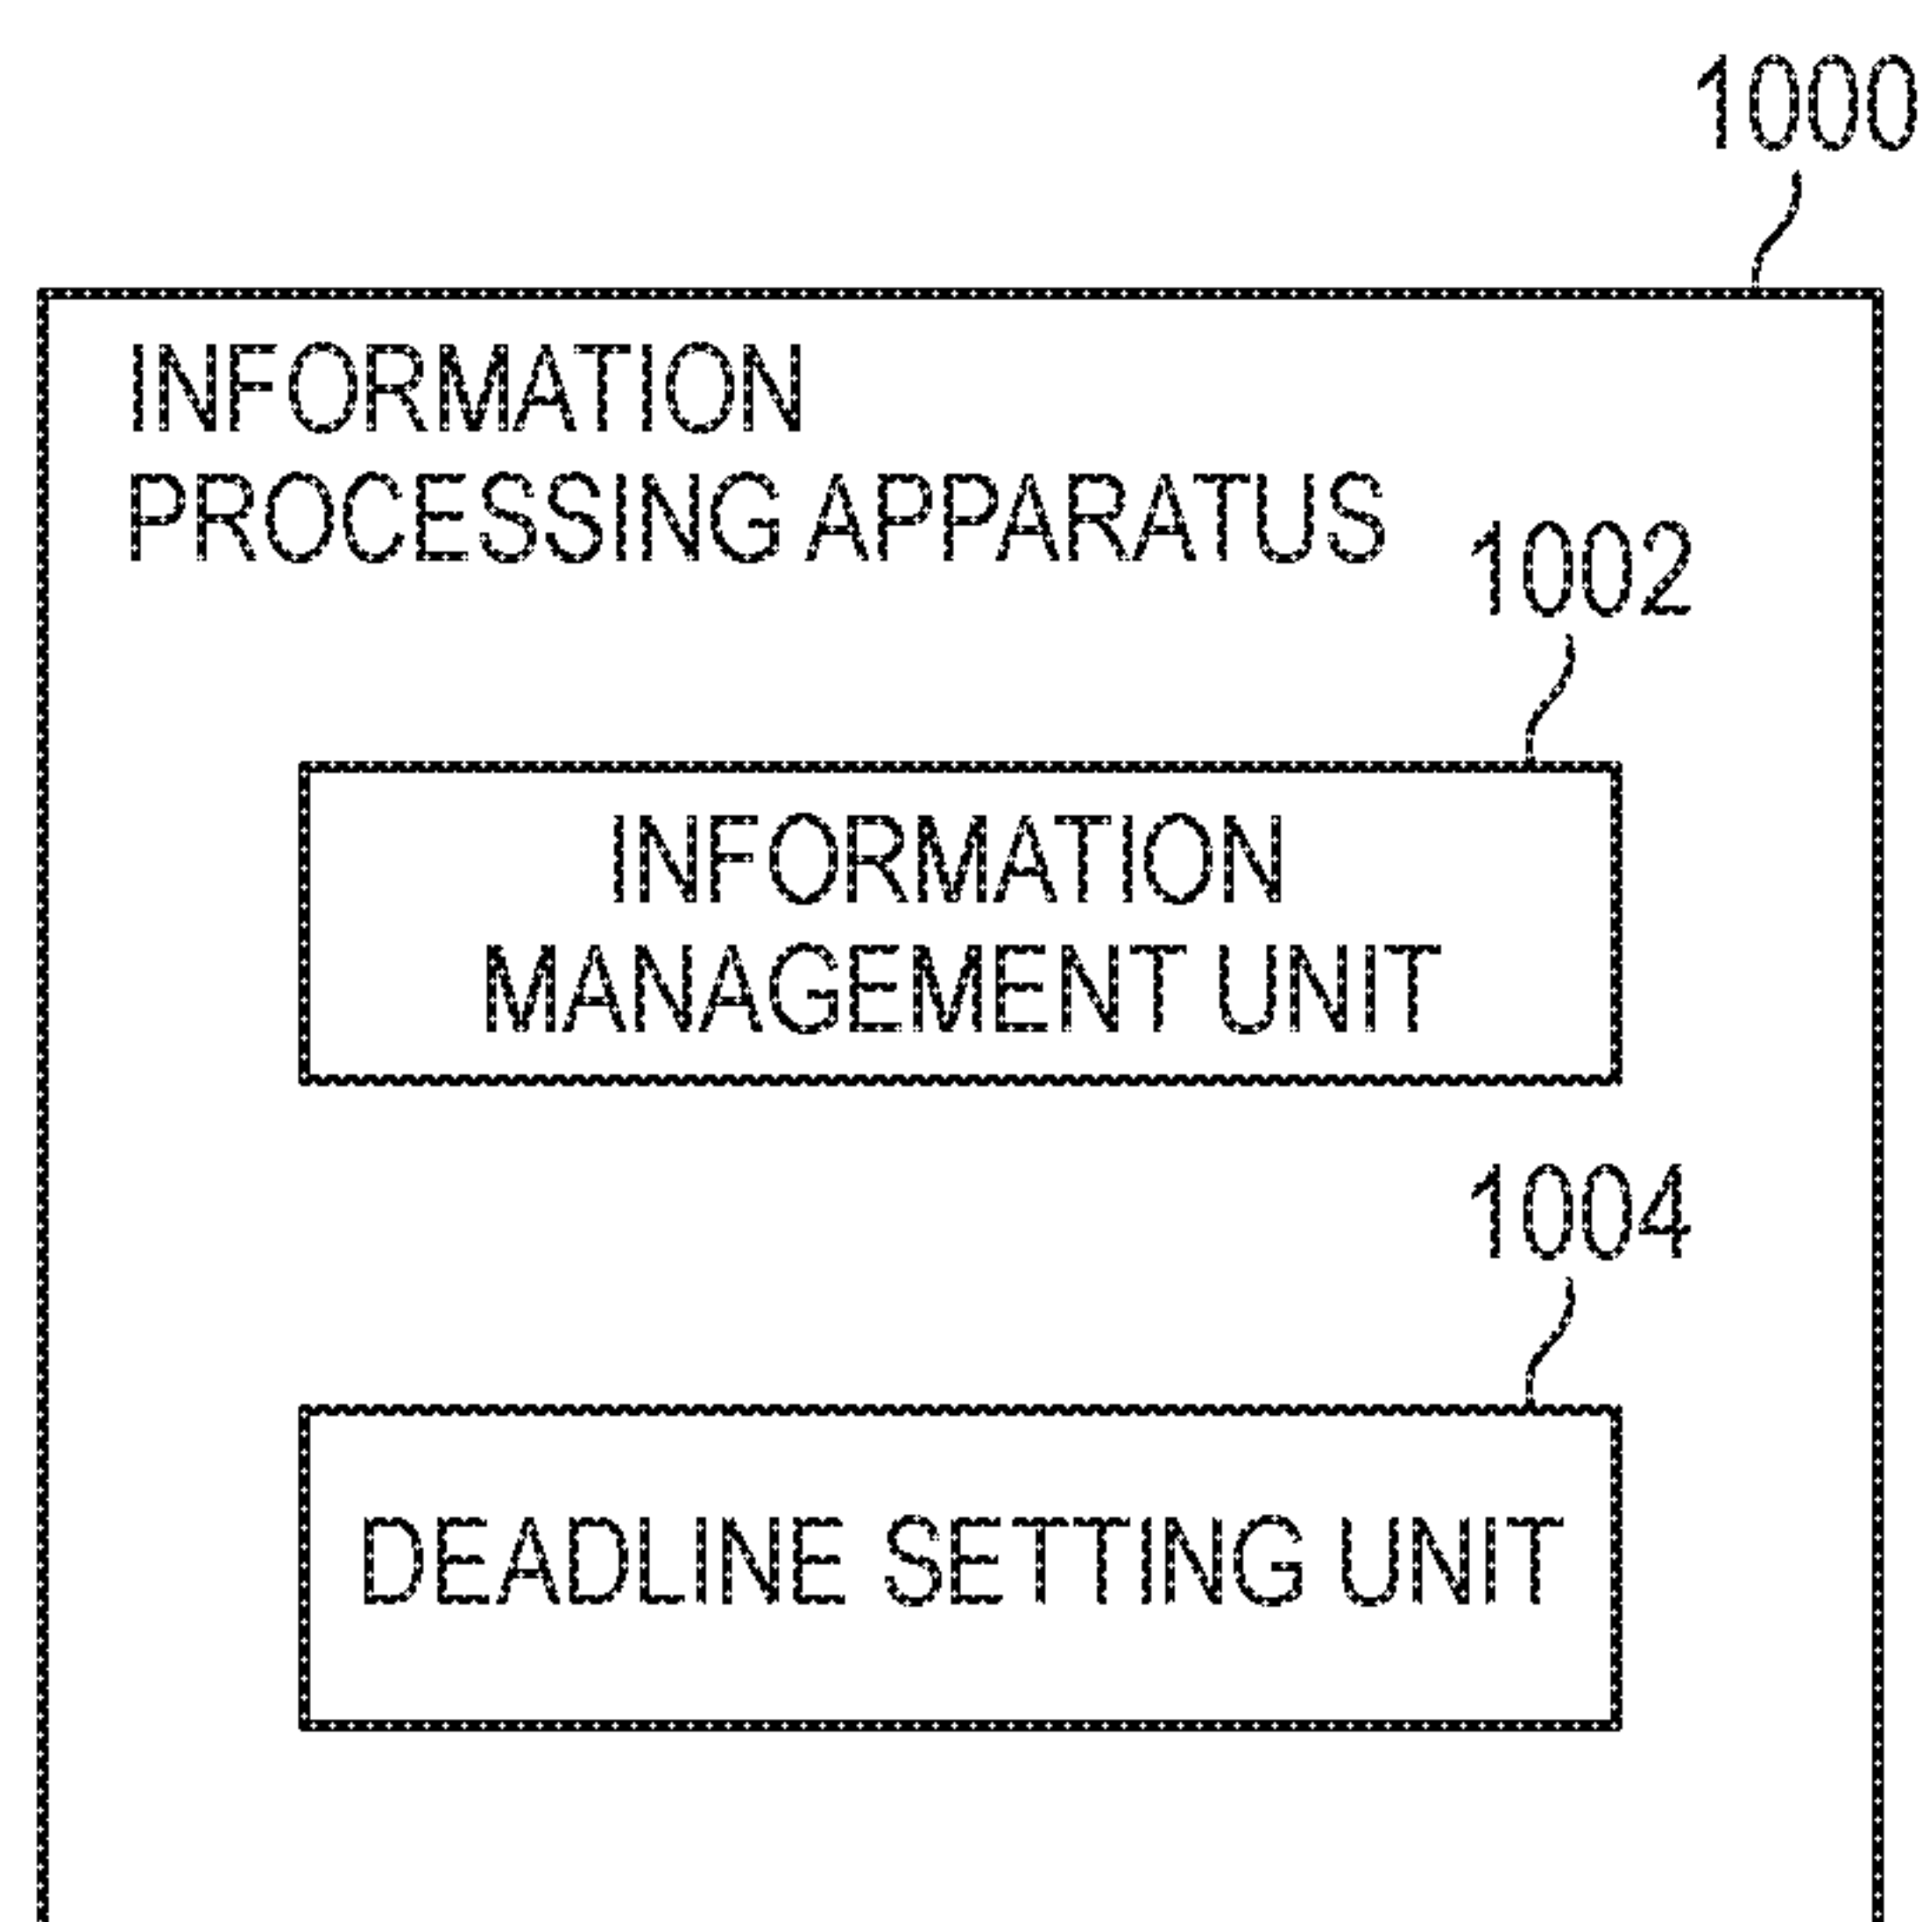 1000
INFORMATION
PROCESSING APPARATUS
1002
INFORMATION
MANAGEMENT UNIT
1004
DEADLINE SETTING UNIT